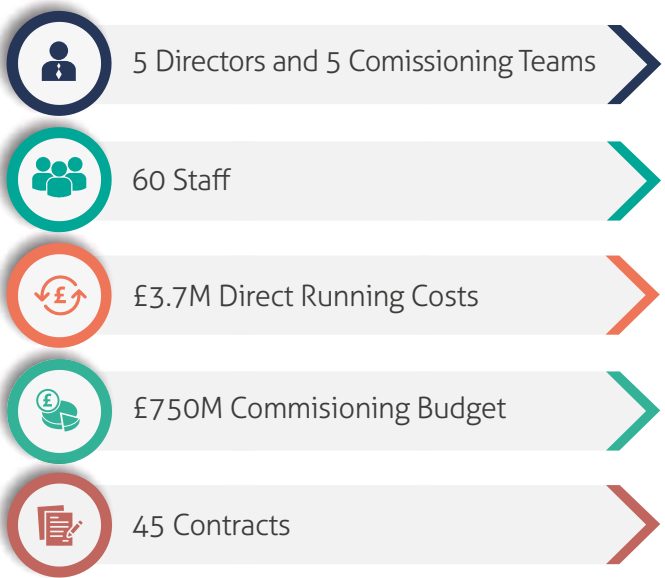 5 Directors and 5 Comissioning Teams
60 Staff
£3.7M Direct Running Costs
£750M Commisioning Budget
45 Contracts